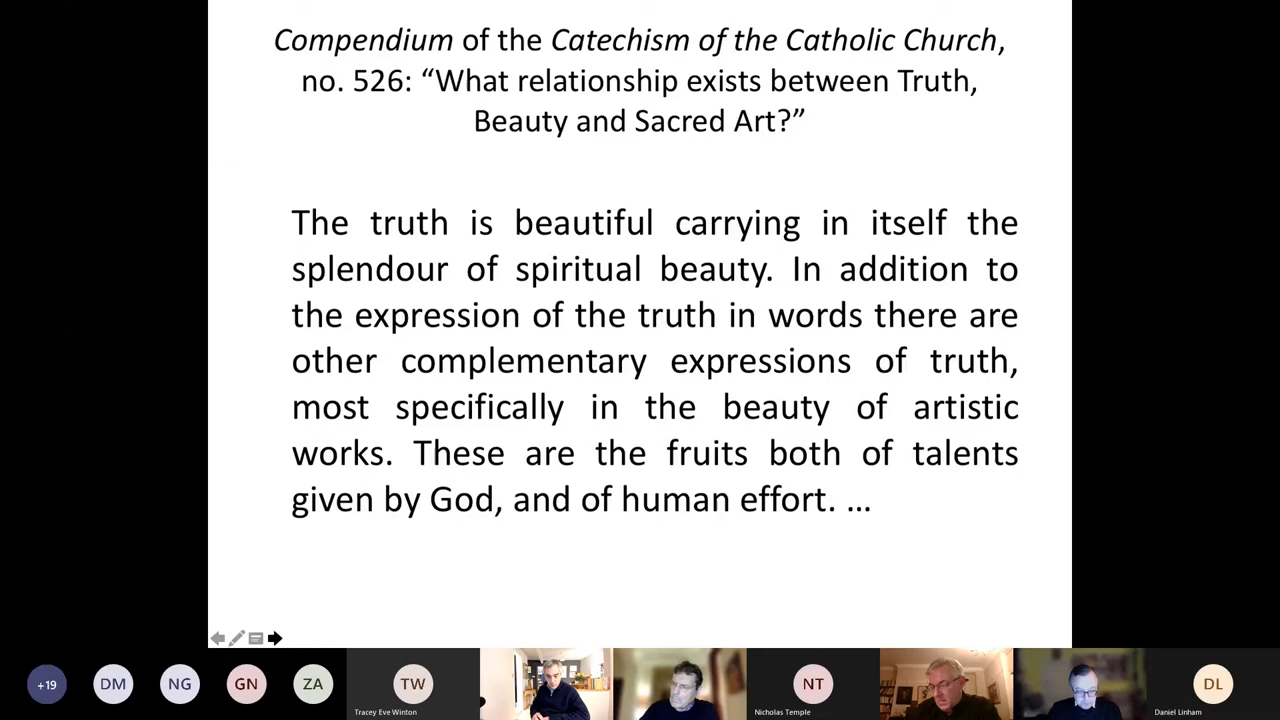 Compendium of the Catechism of the Catholic Church,
no. 526: “What relationship exists between Truth,
Beauty and Sacred Art?”
The truth is beautiful carrying in itself the
splendour of spiritual beauty. In addition to
the expression of the truth in words there are
other complementary expressions of truth,
most specifically in the beauty of artistic
works. These are the fruits both of talents
given by God, and of human effort. …
+19 DM NG GN ZA TW NT DL
Tracey Eve Winton Nicholas Temple Daniel Linham